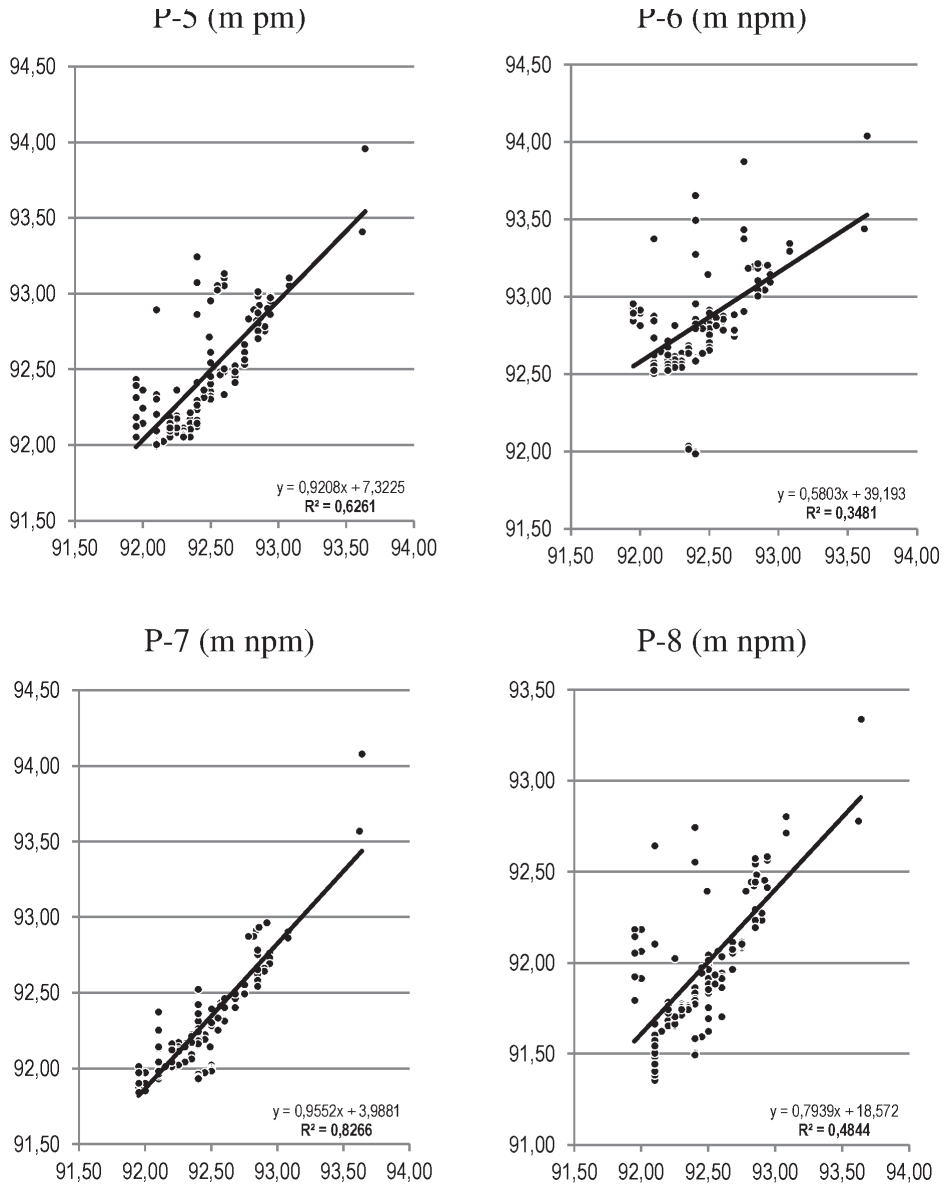 P-5 (m pm)
94,50
94,00
93,50
93,00
92,50
92,00
91,50
y = 0,9208x + 7,3225
R² = 0,6261
91,50 92,00 92,50 93,00 93,50 94,00
P-6 (m npm)
94,50
94,00
93,50
93,00
92,50
92,00
91,50
y = 0,5803x + 39,193
R² = 0,3481
91,50 92,00 92,50 93,00 93,50 94,00
P-7 (m npm)
94,50
94,00
93,50
93,00
92,50
92,00
91,50
y = 0,9552x + 3,9881
R² = 0,8266
91,50 92,00 92,50 93,00 93,50 94,00
P-8 (m npm)
93,50
93,00
92,50
92,00
91,50
91,00
y = 0,7939x + 18,572
R² = 0,4844
91,50 92,00 92,50 93,00 93,50 94,00